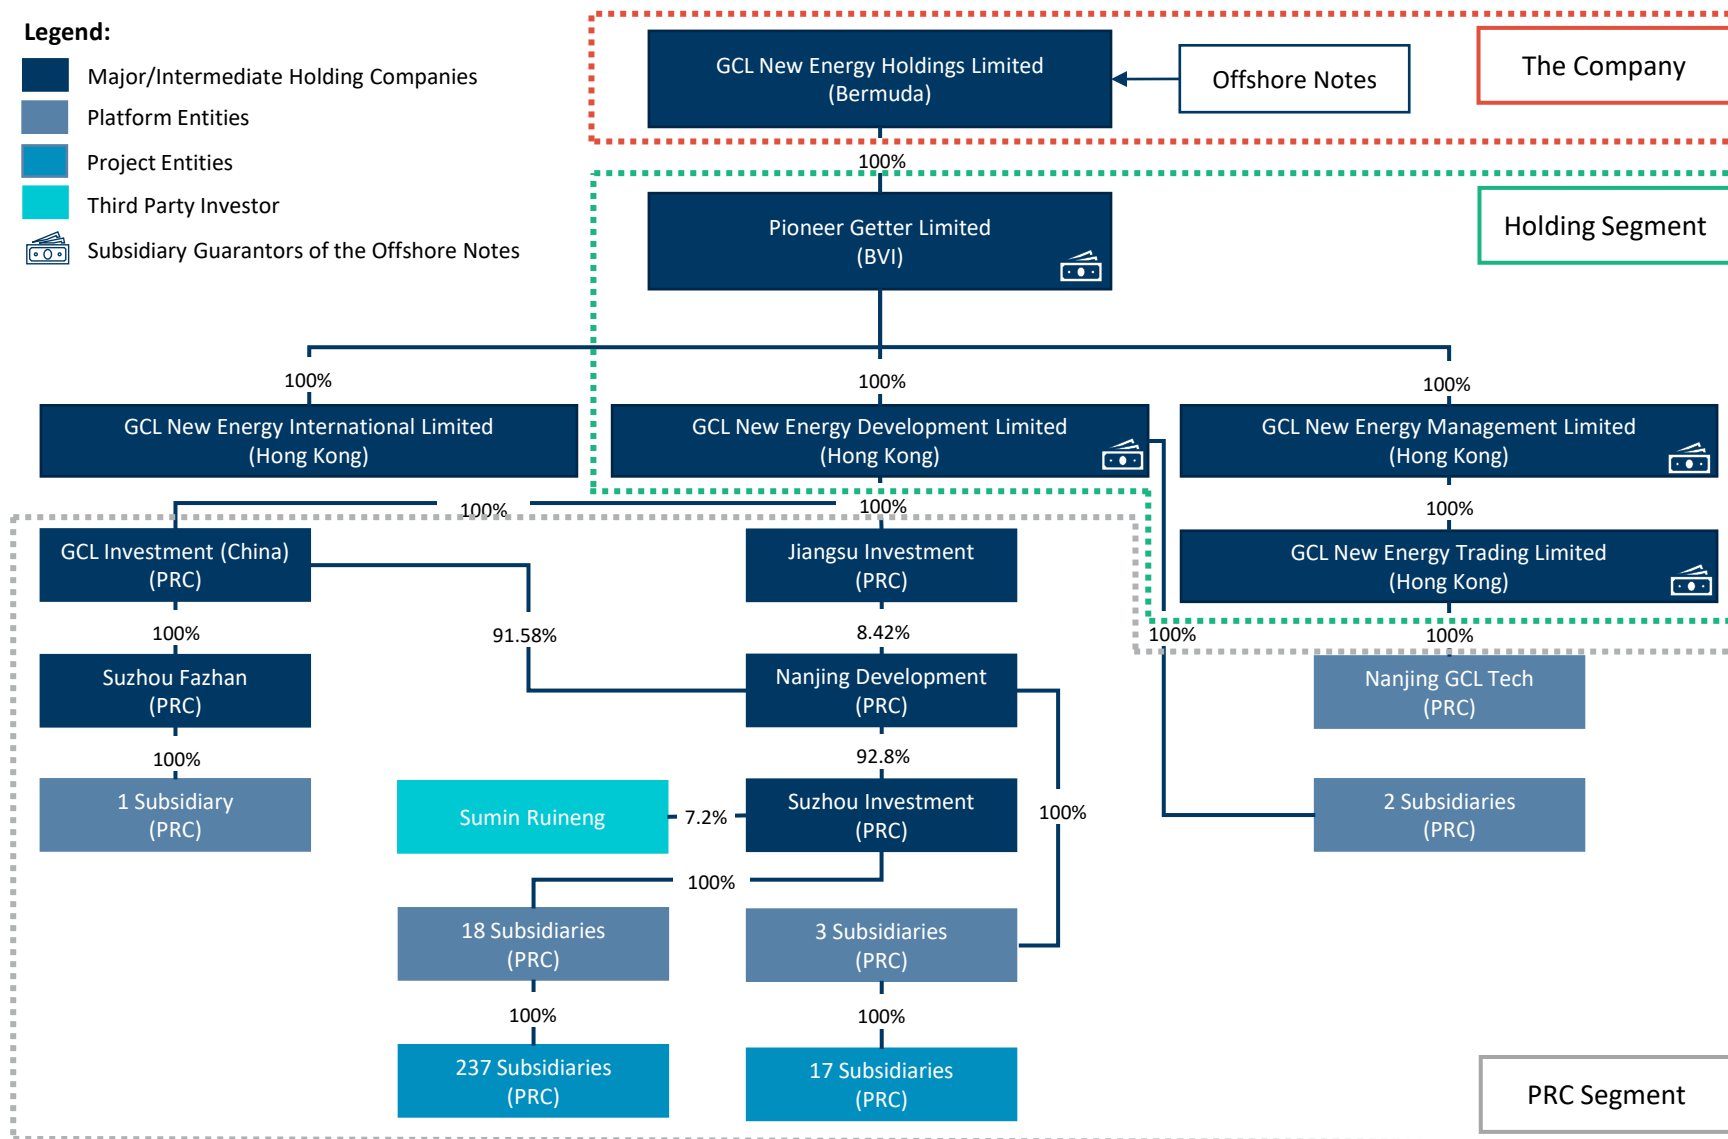 Legend:
Major/Intermediate Holding Companies
Platform Entities
Project Entities
Third Party Investor
Subsidiary Guarantors of the Offshore Notes
GCL New Energy Holdings Limited
(Bermuda)
Offshore Notes
The Company
100%
Pioneer Getter Limited
(BVI)
Holding Segment
100%
100%
100%
GCL New Energy International Limited
(Hong Kong)
GCL New Energy Development Limited
(Hong Kong)
GCL New Energy Management Limited
(Hong Kong)
100%
100%
100%
GCL Investment (China)
(PRC)
Jiangsu Investment
(PRC)
GCL New Energy Trading Limited
(Hong Kong)
100%
91.58%
8.42%
100%
100%
Suzhou Fazhan
(PRC)
Nanjing Development
(PRC)
Nanjing GCL Tech
(PRC)
100%
92.8%
1 Subsidiary
(PRC)
Sumin Ruineng
7.2%
Suzhou Investment
(PRC)
100%
2 Subsidiaries
(PRC)
100%
18 Subsidiaries
(PRC)
3 Subsidiaries
(PRC)
100%
100%
237 Subsidiaries
(PRC)
17 Subsidiaries
(PRC)
PRC Segment